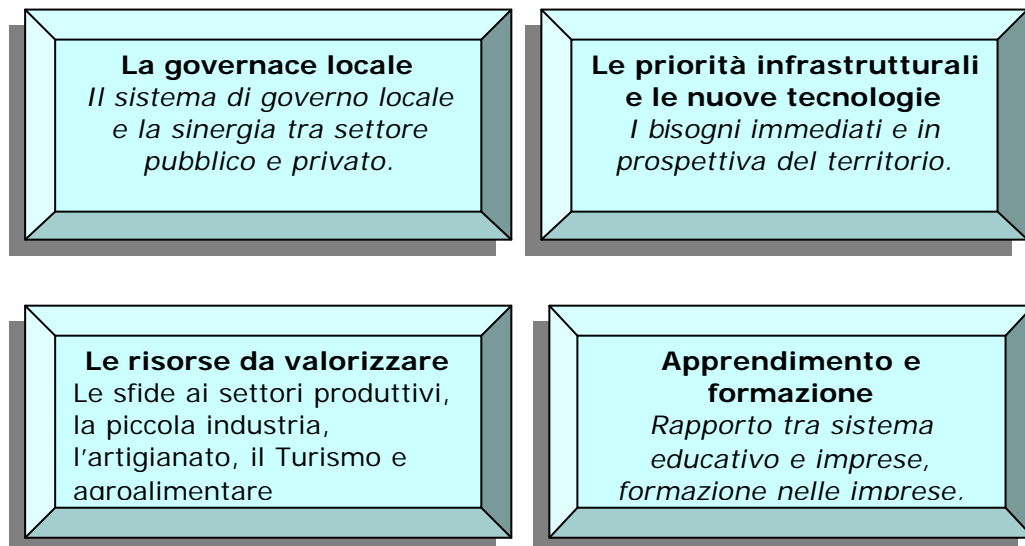 La governace locale
Il sistema di governo locale
e la sinergia tra settore
pubblico e privato.
Le priorità infrastrutturali
e le nuove tecnologie
I bisogni immediati e in
prospettiva del territorio.
Le risorse da valorizzare
Le sfide ai settori produttivi,
la piccola industria,
l'artigianato, il Turismo e
agroalimentare
Apprendimento e
formazione
Rapporto tra sistema
educativo e imprese,
formazione nelle imprese.